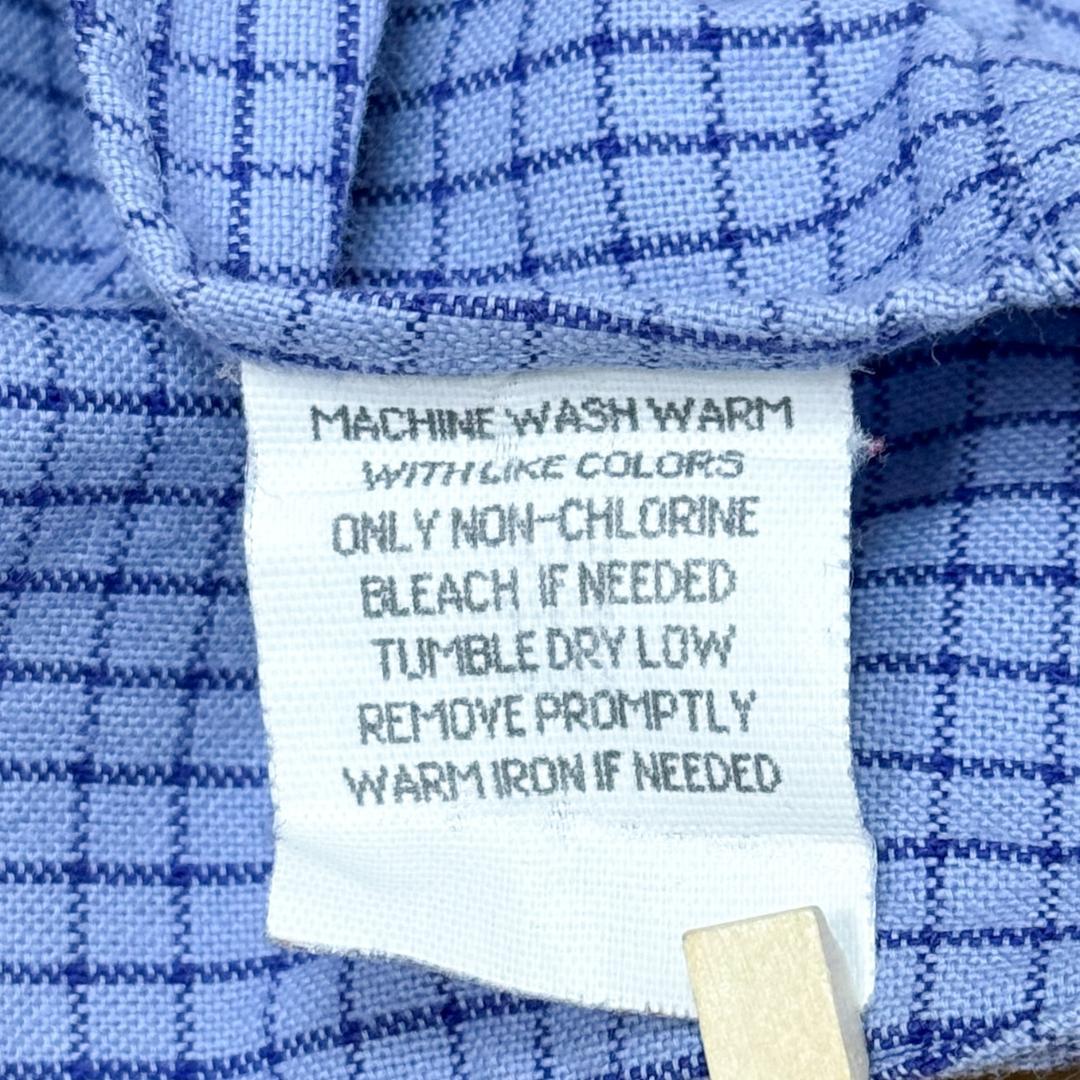 MACHINE WASH WARM
WITH LIKE COLORS
ONLY NON-CHLORINE
BLEACH IF NEEDED
TUMBLE DRY LOW
REMOVE PROMPTLY
WARM IRON IF NEEDED